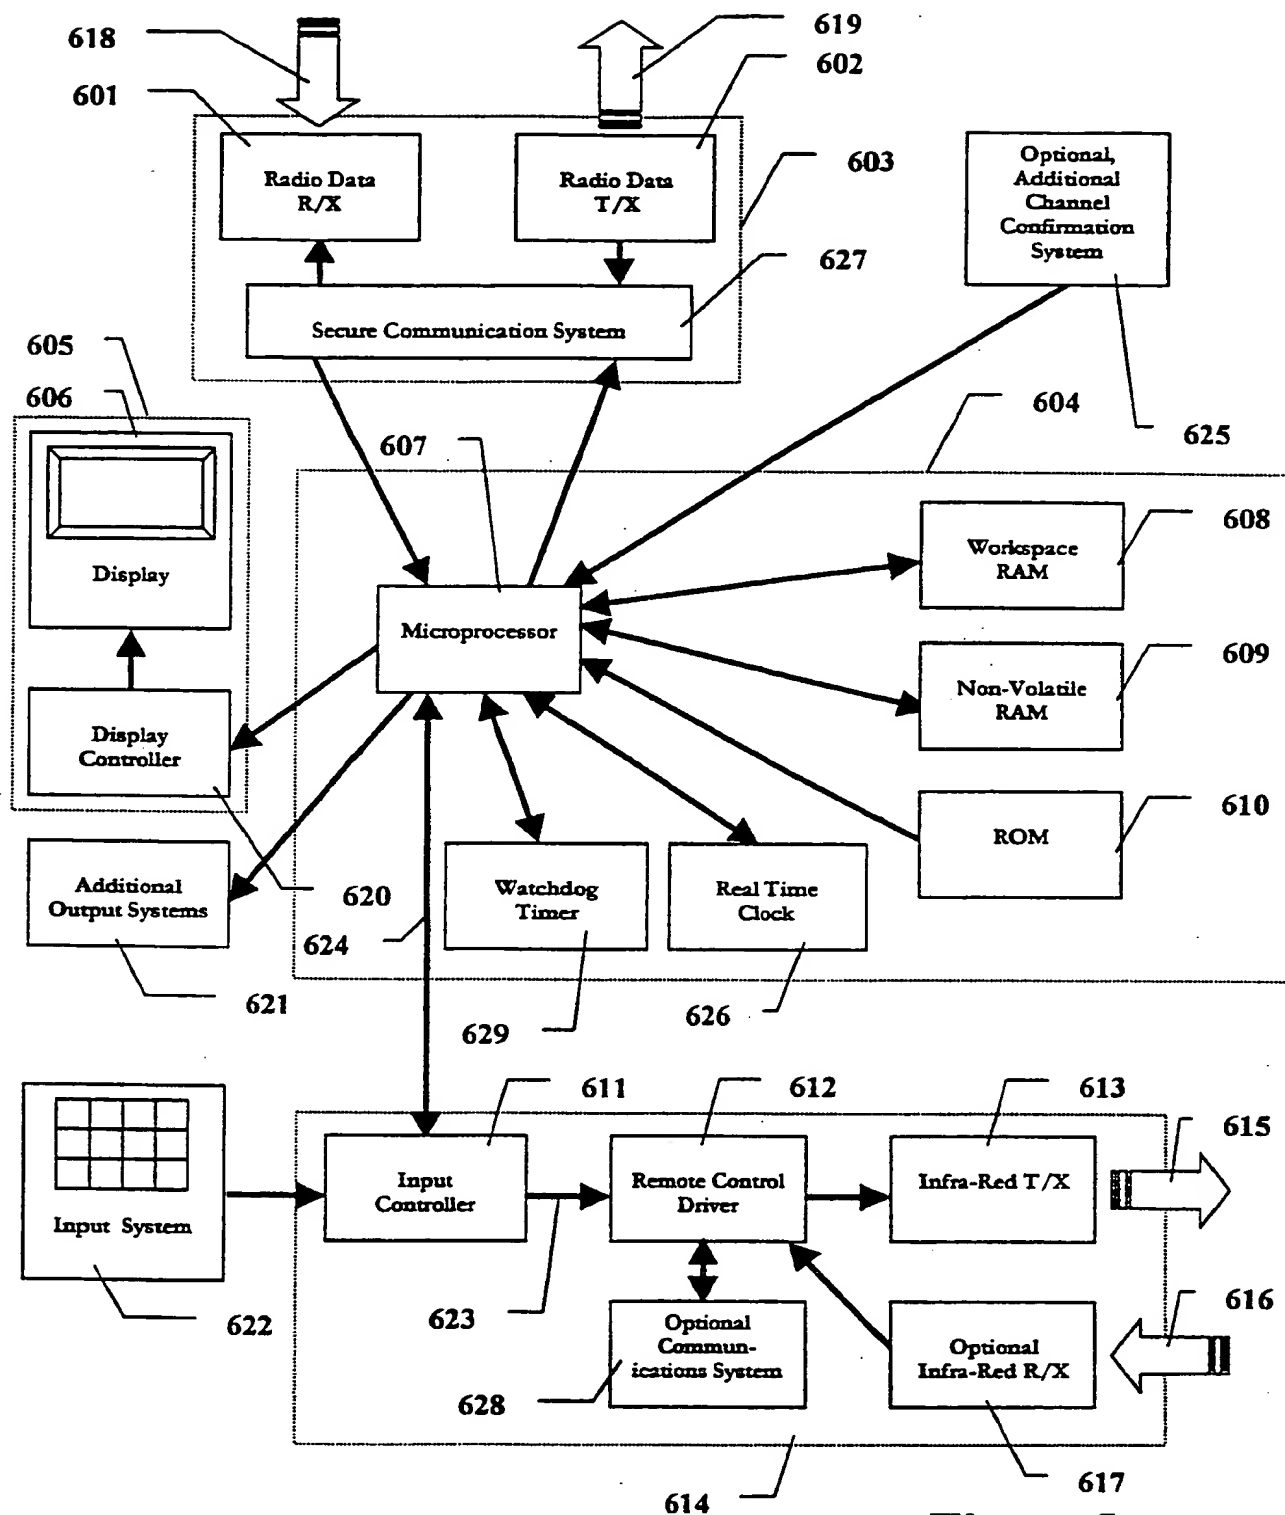 618
619
601
602
Radio Data
R/X
Radio Data
T/X
603
Optional,
Additional
Channel
Confirmation
System
627
Secure Communication System
605
606
604
625
607
608
Workspace
RAM
Display
Microprocessor
609
Non-Volatile
RAM
Display
Controller
610
ROM
Additional
Output Systems
620
Watchdog
Timer
Real Time
Clock
624
621
629
626
611
612
613
615
Input
Controller
Remote Control
Driver
Infra-Red T/X
Input System
616
622
623
Optional
Commun-
ications System
Optional
Infra-Red R/X
628
617
614